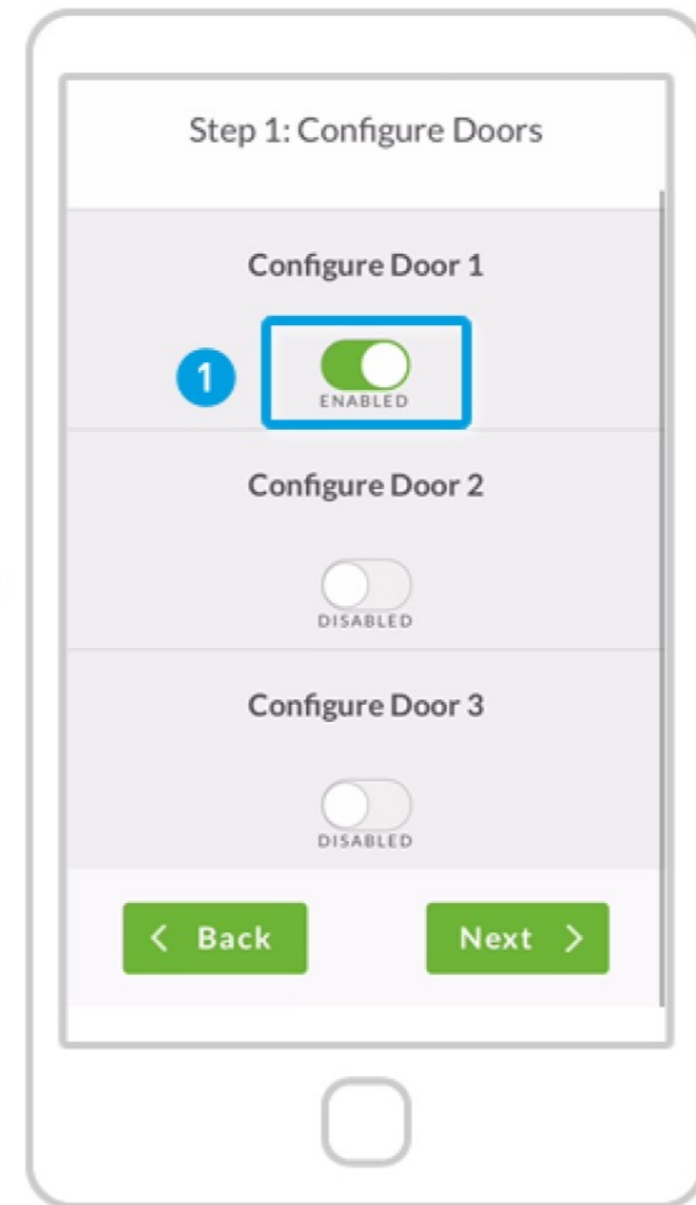 Step 1: Configure Doors
Configure Door 1
1
ENABLED
Configure Door 2
DISABLED
Configure Door 3
DISABLED
Back
Next